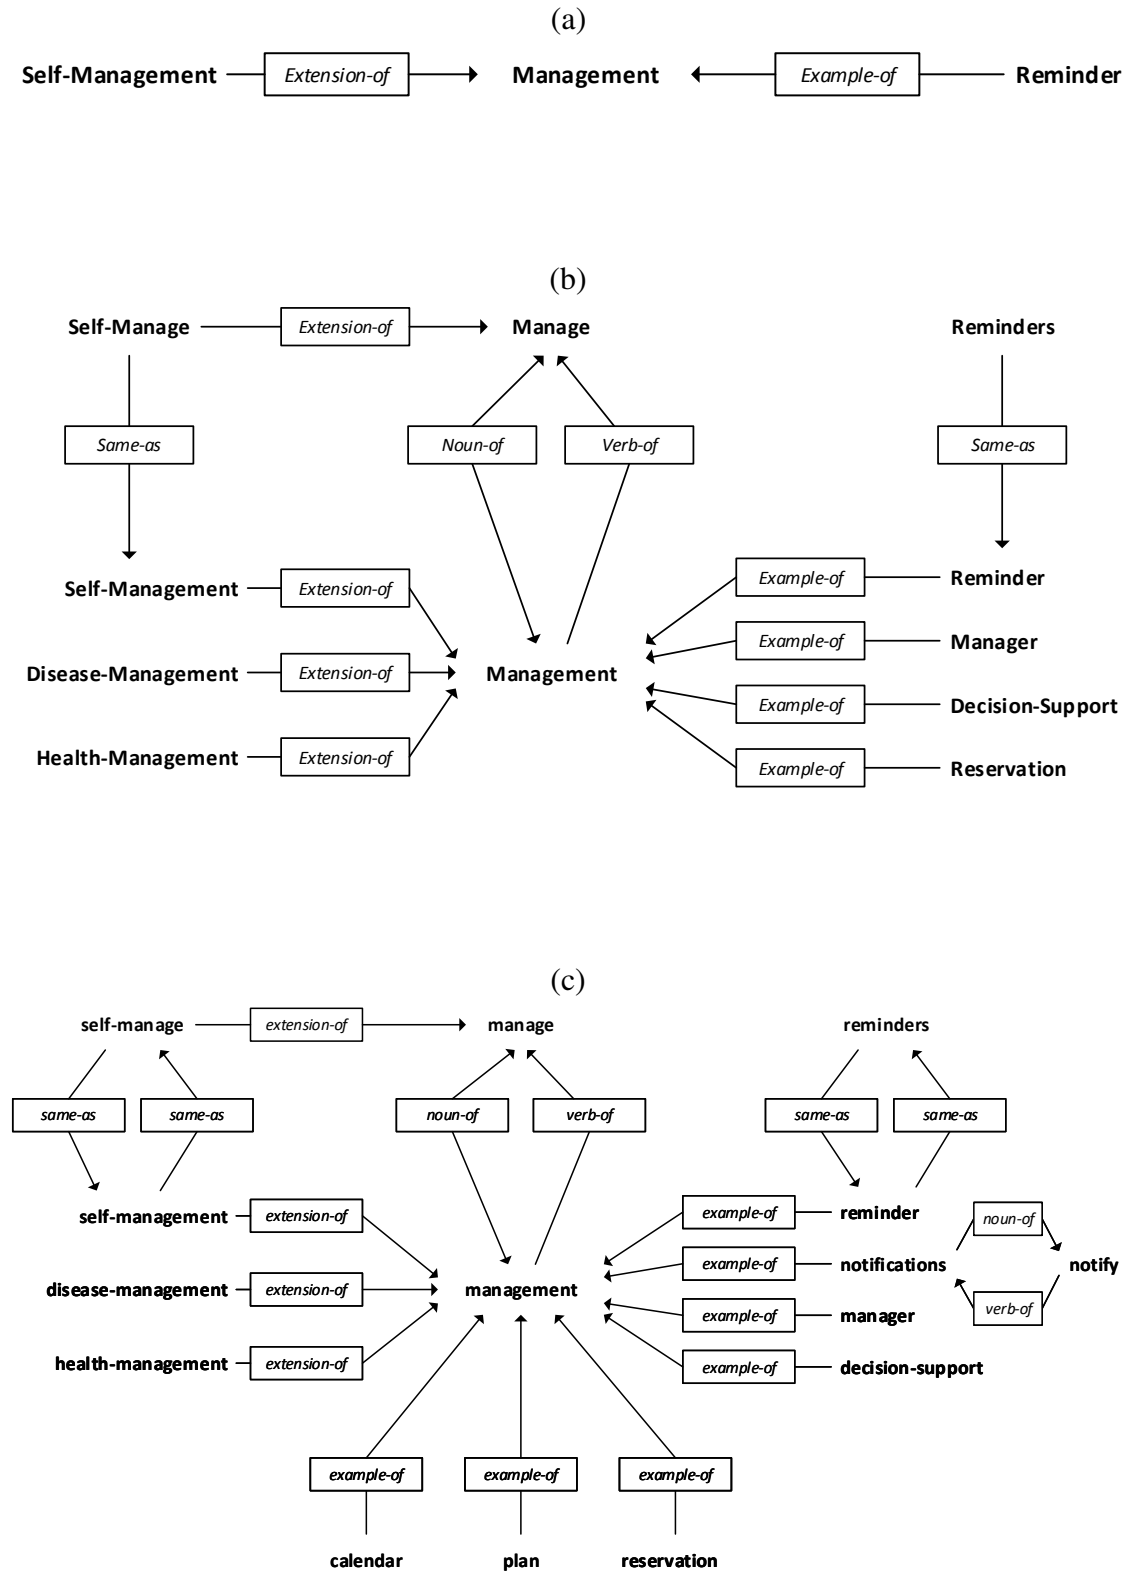 (a)
Self-Management Extension-of Management Example-of Reminder
(b)
Self-Manage Extension-of Manage Reminders
Same-as Noun-of Verb-of Same-as
Self-Management Extension-of Example-of Reminder
Example-of Manager
Disease-Management Extension-of Management
Example-of Decision-Support
Health-Management Extension-of Example-of Reservation
(c)
self-manage extension-of manage reminders
same-as same-as noun-of verb-of same-as same-as
self-management extension-of example-of reminder noun-of
example-of notifications notify
disease-management extension-of management
example-of manager verb-of
health-management extension-of example-of decision-support
example-of example-of example-of
calendar plan reservation